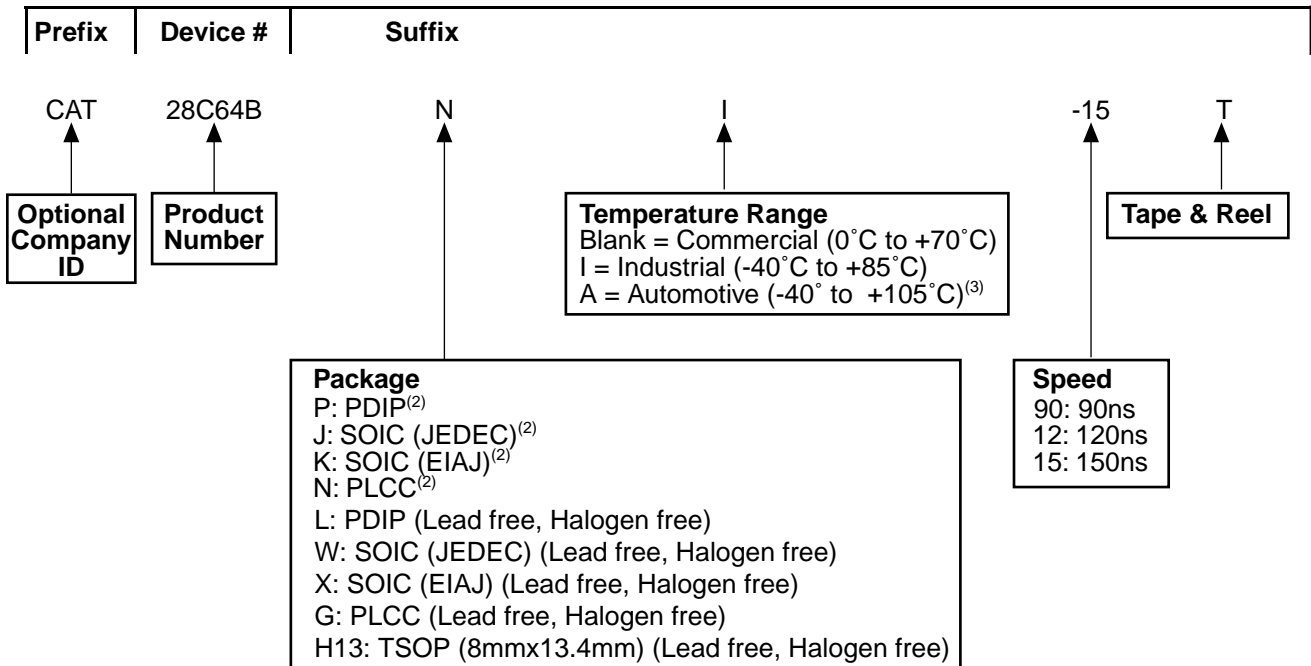 Prefix Device # Suffix
CAT 28C64B N I -15 T
Optional
Company
ID
Product
Number
Temperature Range
Blank = Commercial (0˚C to +70˚C)
I = Industrial (-40˚C to +85˚C)
A = Automotive (-40˚ to +105˚C)(3)
Tape & Reel
Package
P: PDIP(2)
J: SOIC (JEDEC)(2)
K: SOIC (EIAJ)(2)
N: PLCC(2)
L: PDIP (Lead free, Halogen free)
W: SOIC (JEDEC) (Lead free, Halogen free)
X: SOIC (EIAJ) (Lead free, Halogen free)
G: PLCC (Lead free, Halogen free)
H13: TSOP (8mmx13.4mm) (Lead free, Halogen free)
Speed
90: 90ns
12: 120ns
15: 150ns